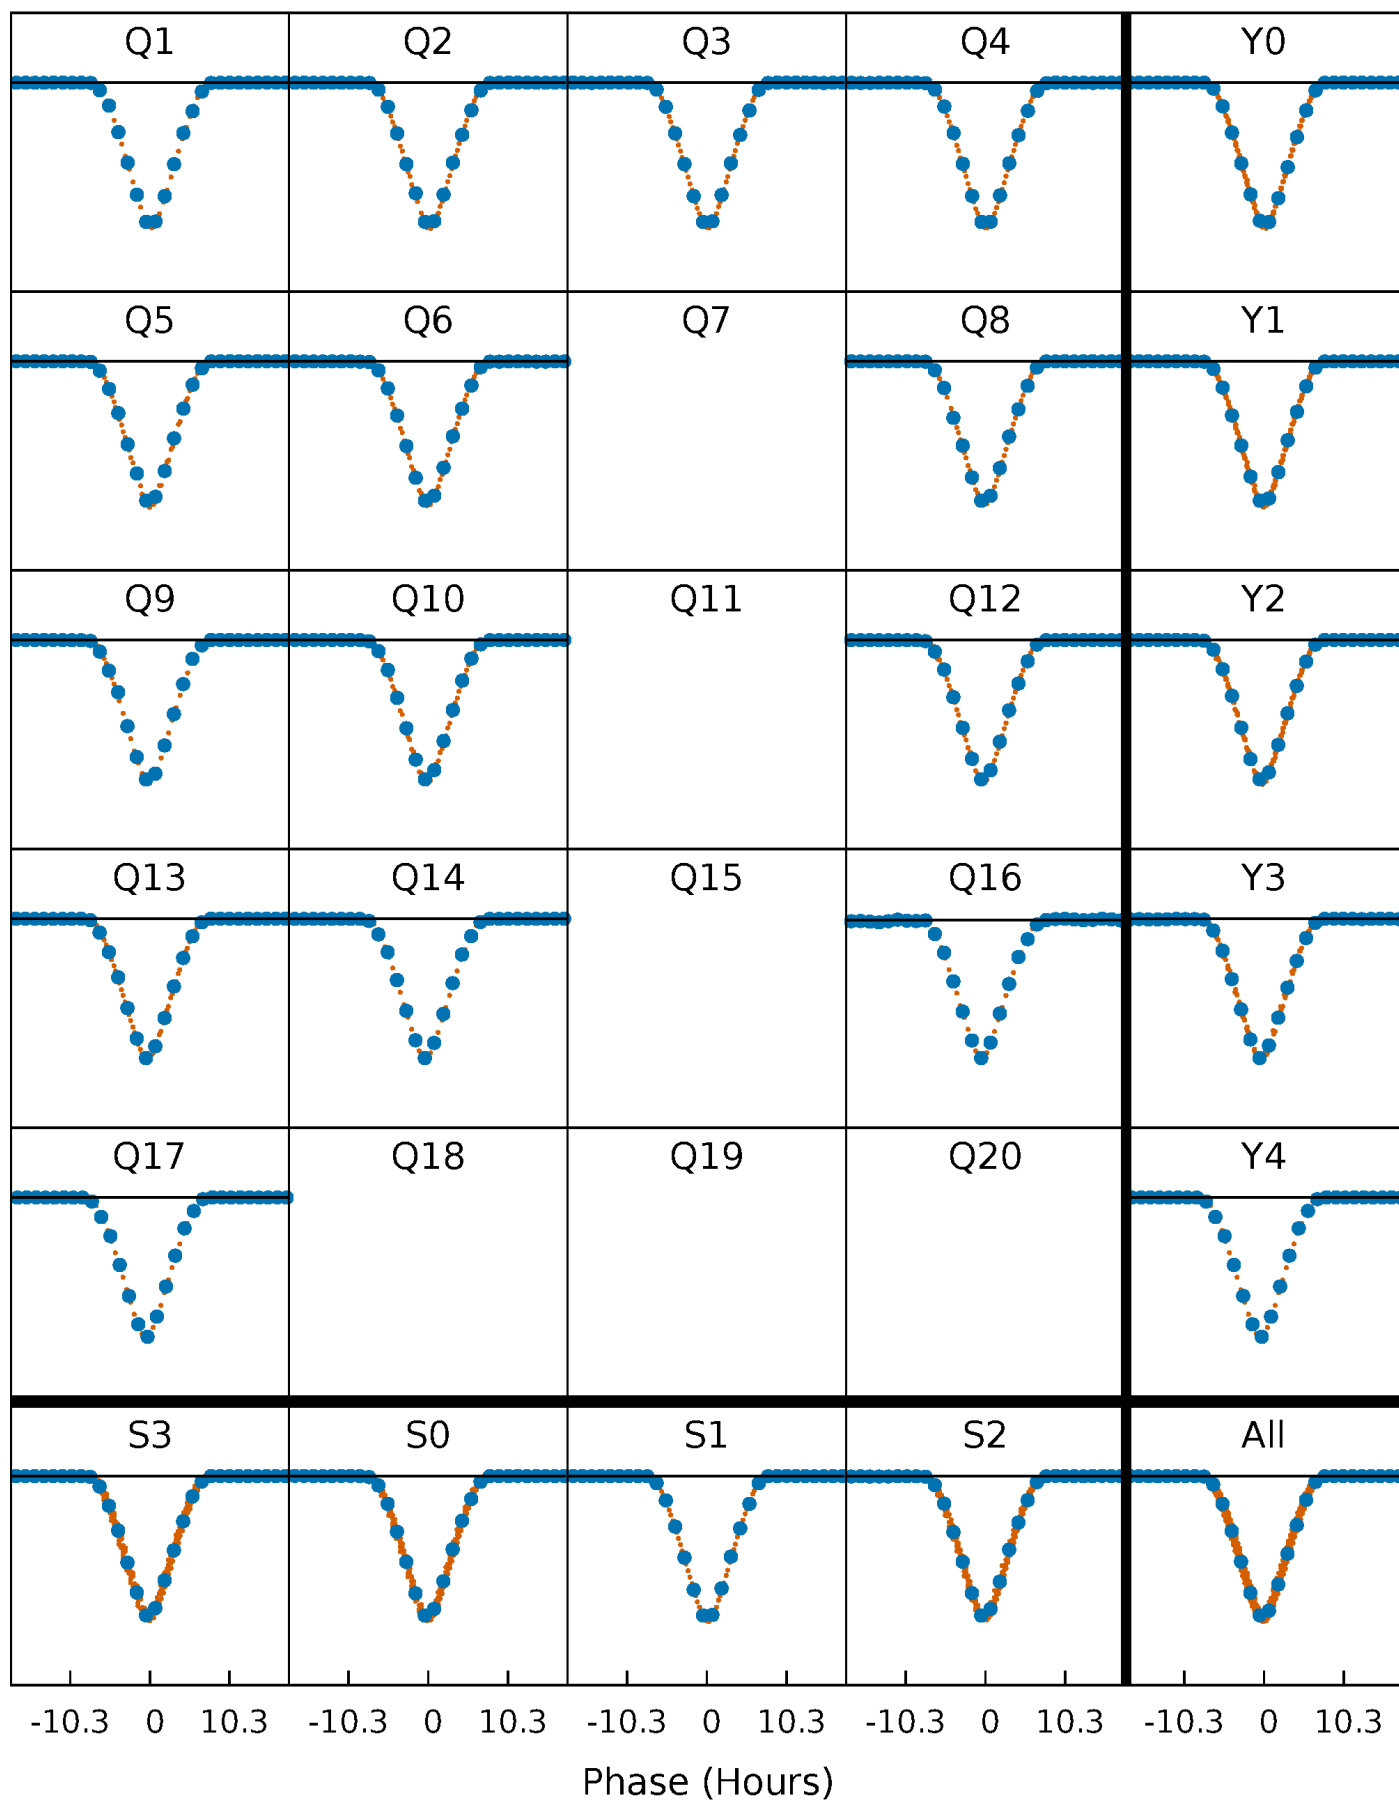 Q1 Q2 Q3 Q4 Y0
Q5 Q6 Q7 Q8 Y1
Q9 Q10 Q11 Q12 Y2
Q13 Q14 Q15 Q16 Y3
Q17 Q18 Q19 Q20 Y4
S3 S0 S1 S2 All
-10.3 0 10.3 -10.3 0 10.3 -10.3 0 10.3 -10.3 0 10.3 -10.3 0 10.3
Phase (Hours)